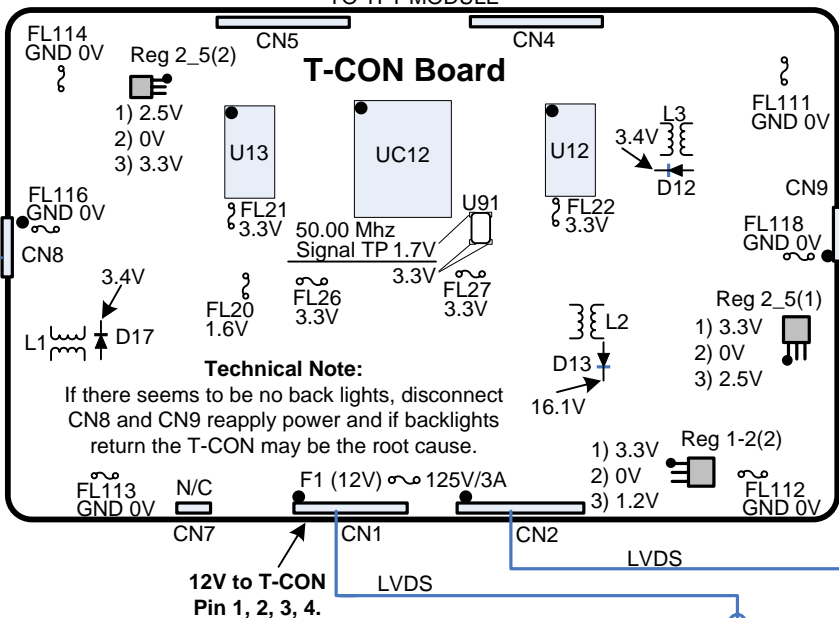 TO TFT MODULE
CN5
CN4
FL114
GND 0V
Reg 2_5(2)
1) 2.5V
2) 0V
3) 3.3V
T-CON Board
FL111
GND 0V
U13
UC12
U12
L3
3.4V
D12
FL116
GND 0V
CN8
FL21
3.3V
U91
50.00 Mhz
Signal TP 1.7V
3.3V
FL22
3.3V
CN9
FL118
GND 0V
3.4V
L1
D17
FL20
1.6V
FL26
3.3V
FL27
3.3V
L2
D13
16.1V
Reg 2_5(1)
1) 3.3V
2) 0V
3) 2.5V
Technical Note:
If there seems to be no back lights, disconnect
CN8 and CN9 reapply power and if backlights
return the T-CON may be the root cause.
Reg 1-2(2)
1) 3.3V
2) 0V
3) 1.2V
FL113
GND 0V
N/C
CN7
F1 (12V)
125V/3A
FL112
GND 0V
CN1
CN2
12V to T-CON
Pin 1, 2, 3, 4.
LVDS
LVDS